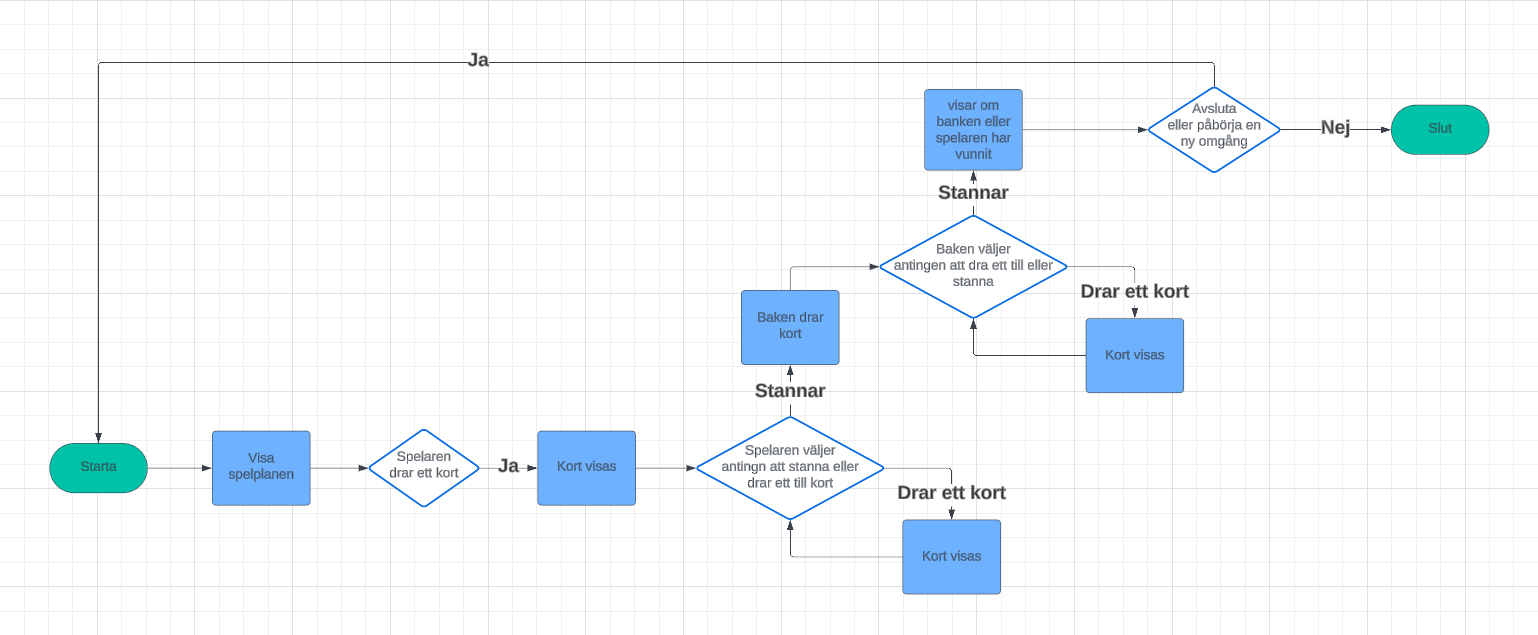 Ja
visar om
banken eller
spelaren har
vunnit
Avsluta
eller påbörja en
ny omgång
Nej
Slut
Stannar
Baken väljer
antingen att dra ett till eller
stanna
Drar ett kort
Baken drar
kort
Kort visas
Stannar
Starta
Visa
spelplanen
Spelaren
drar ett kort
Ja
Kort visas
Spelaren väljer
antingn att stanna eller
drar ett till kort
Drar ett kort
Kort visas